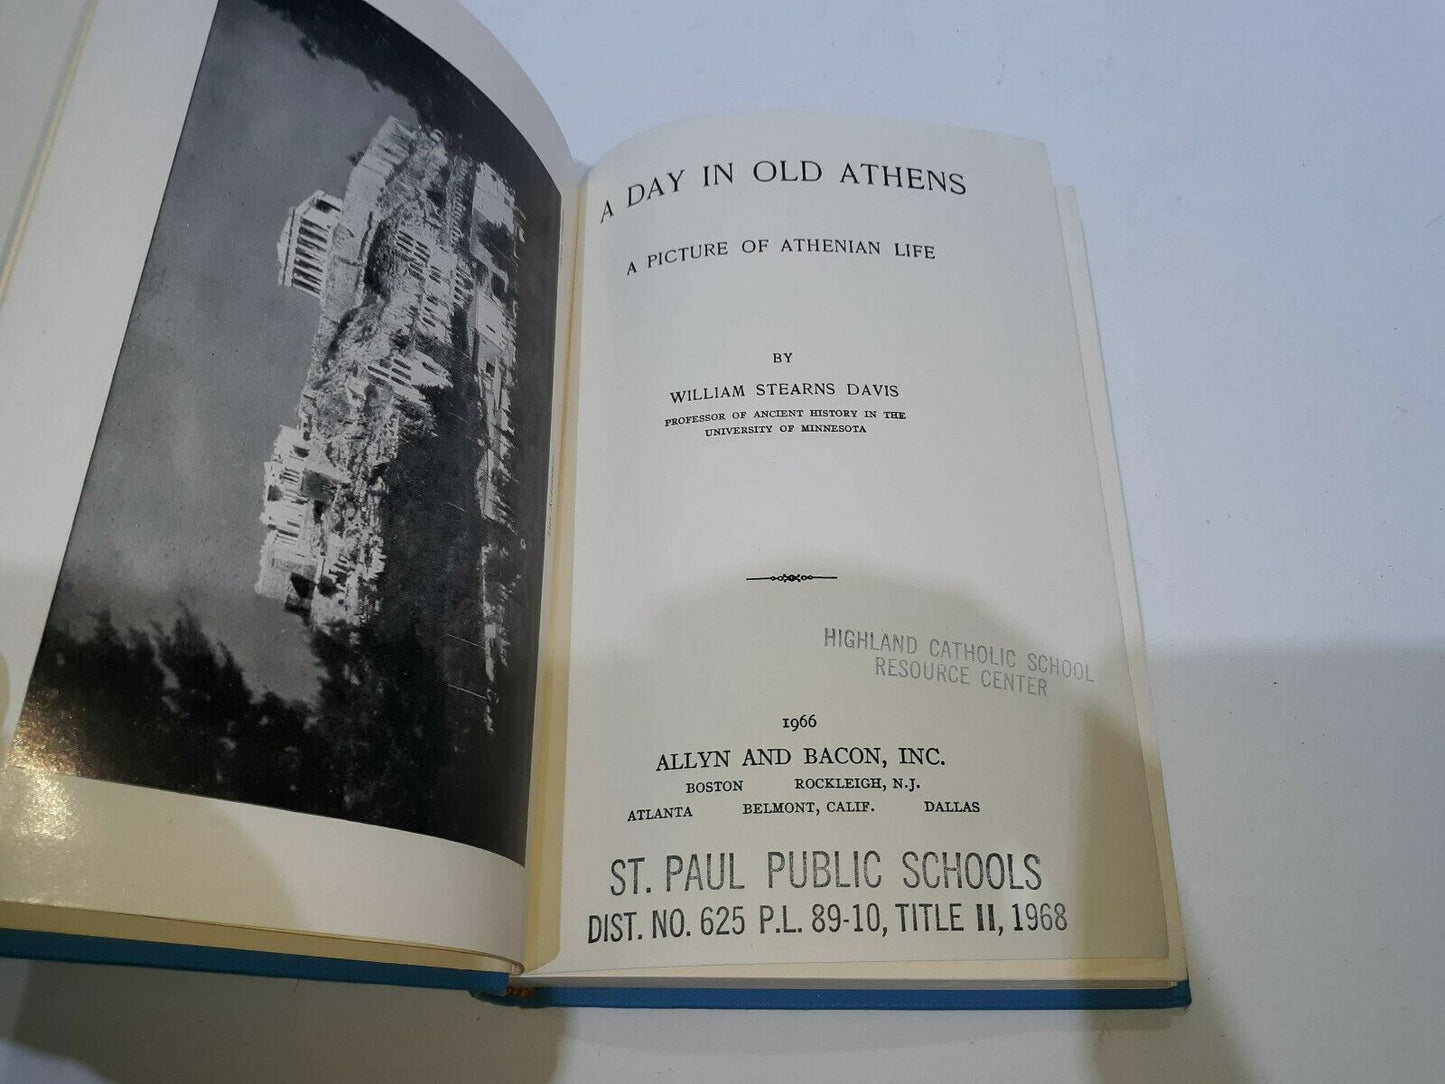 A DAY IN OLD ATHENS
A PICTURE OF ATHENIAN LIFE
BY
WILLIAM STEARNS DAVIS
PROFESSOR OF ANCIENT HISTORY IN THE
UNIVERSITY OF MINNESOTA
HIGHLAND CATHOLIC SCHOOL
RESOURCE CENTER
1966
ALLYN AND BACON, INC.
BOSTON ROCKLEIGH, N.J.
ATLANTA BELMONT, CALIF. DALLAS
ST. PAUL PUBLIC SCHOOLS
DIST. NO. 625 P.L. 89-10, TITLE II, 1968